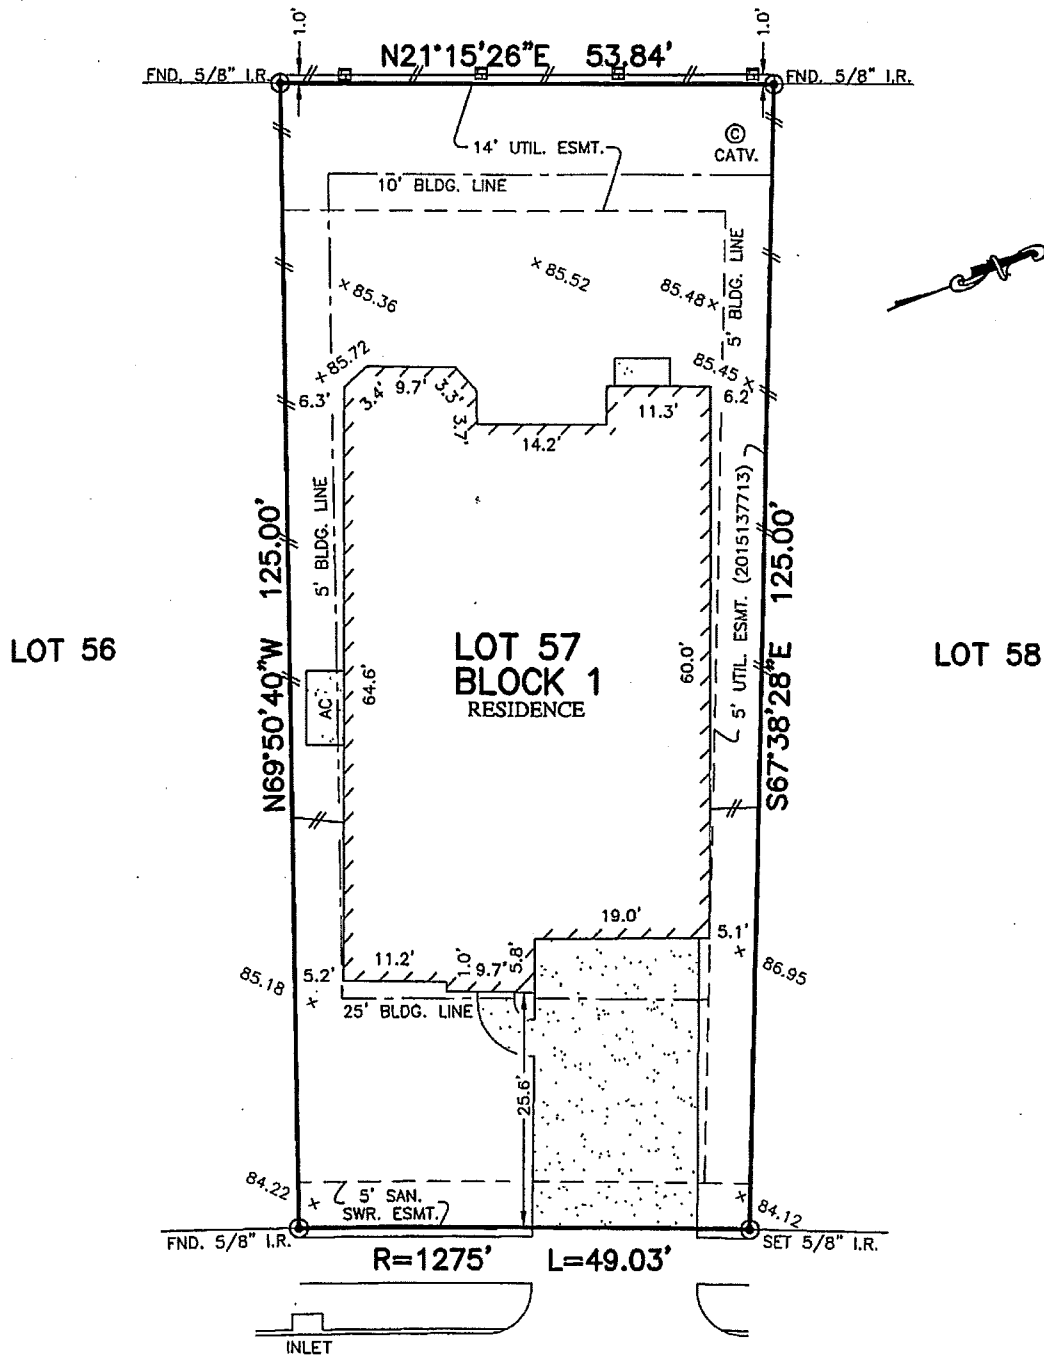 1.0'
1.0'
N21°15'26"E 53.84'
FND. 5/8" I.R.
FND. 5/8" I.R.
14' UTIL. ESMT.
©
CATV.
10' BLDG. LINE
5' BLDG. LINE
× 85.36
× 85.52
85.48 ×
85.45 ×
+ 85.72
6.3'
3.4'
9.7'
3.3'
3.7'
14.2'
11.3'
6.2'
5' BLDG. LINE
N69°50'40"W 125.00'
S67°38'28"E 125.00'
5' UTIL. ESMT. (2015137713)
LOT 56
LOT 57
BLOCK 1
RESIDENCE
LOT 58
64.6'
60.0'
AC
19.0'
5.1'
86.95
11.2'
1.0'
9.7'
5.8'
85.18
5.2'
25' BLDG. LINE
25.6'
84.22
5' SAN.
SWR. ESMT.
84.12
FND. 5/8" I.R.
SET 5/8" I.R.
R=1275' L=49.03'
INLET